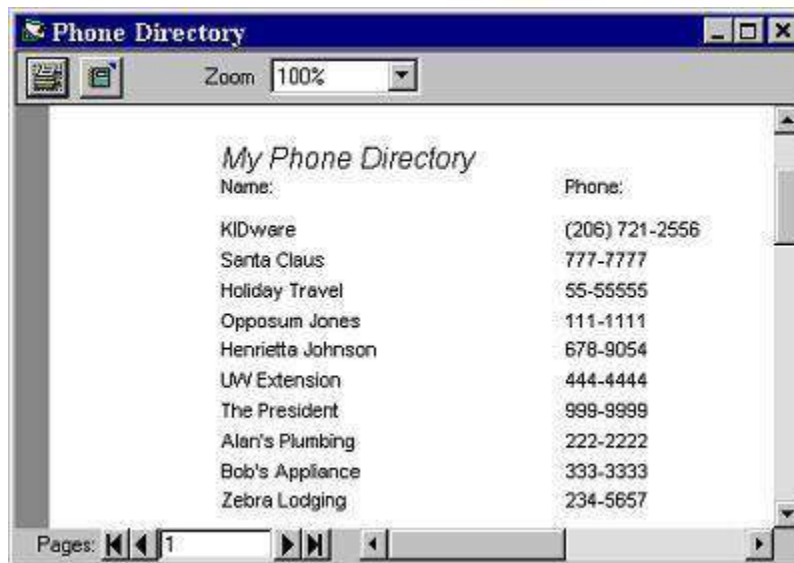 Phone Directory
Zoom 100%
My Phone Directory
Name: Phone:
KIDware (206) 721-2556
Santa Claus 777-7777
Holiday Travel 55-55555
Opposum Jones 111-1111
Henrietta Johnson 678-9054
UW Extension 444-4444
The President 999-9999
Alan's Plumbing 222-2222
Bob's Appliance 333-3333
Zebra Lodging 234-5657
Pages: 1